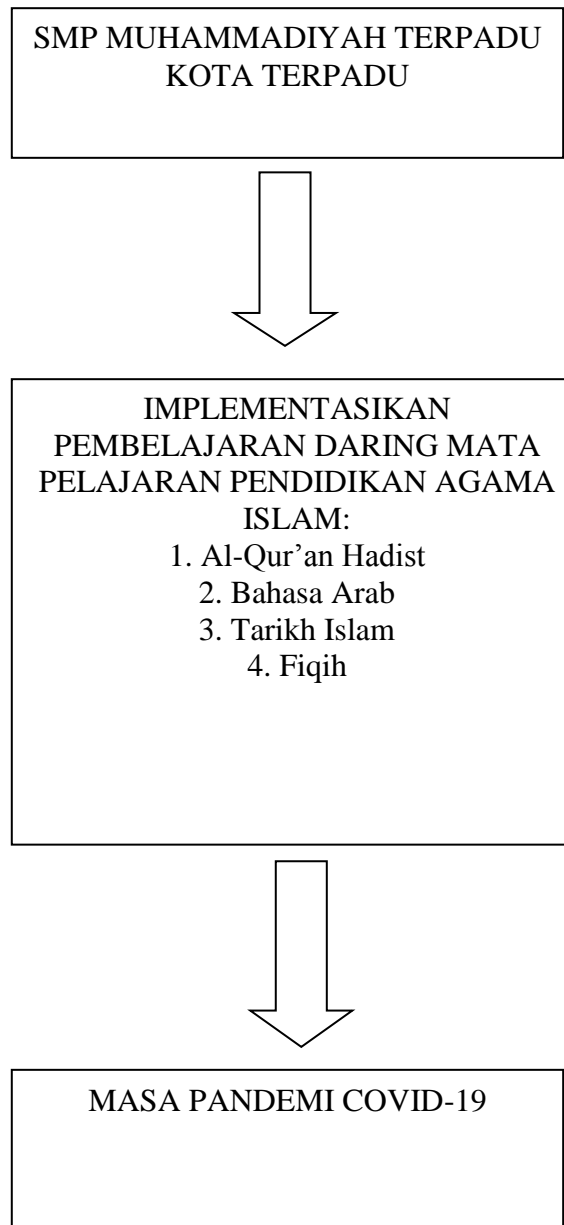 SMP MUHAMMADIYAH TERPADU
KOTA TERPADU
IMPLEMENTASIKAN
PEMBELAJARAN DARING MATA
PELAJARAN PENDIDIKAN AGAMA
ISLAM:
1. Al-Qur’an Hadist
2. Bahasa Arab
3. Tarikh Islam
4. Fiqih
MASA PANDEMI COVID-19